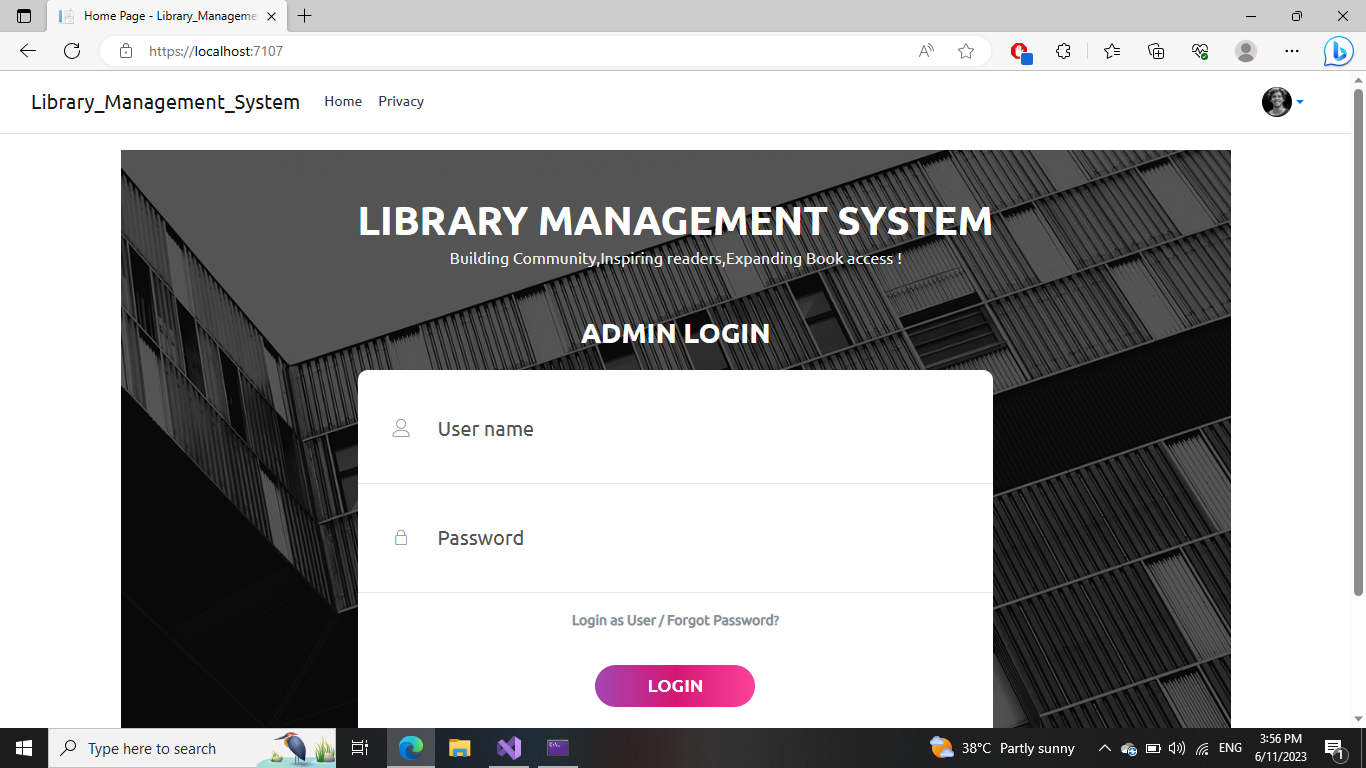 Home Page - Library_Manageme
https://localhost:7107
Library_Management_System Home Privacy
LIBRARY MANAGEMENT SYSTEM
Building Community,Inspiring readers,Expanding Book access !
ADMIN LOGIN
User name
Password
Login as User / Forgot Password?
LOGIN
Type here to search
38°C Partly sunny
ENG
3:56 PM
6/11/2023
1